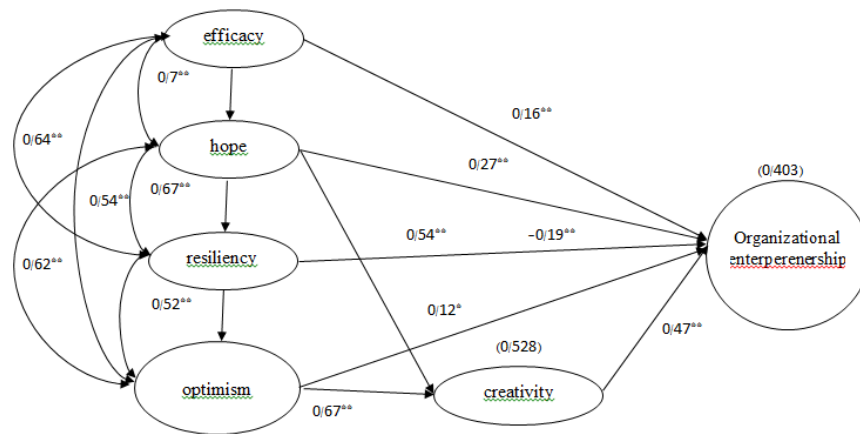 efficacy
0/7**
0/16**
0/64**
hope
0/27**
(0/403)
0/54**
0/67**
Organizational
enterperenership
0/54**
−0/19**
resiliency
0/62**
0/52**
0/12*
0/47**
(0/528)
optimism
creativity
0/67**